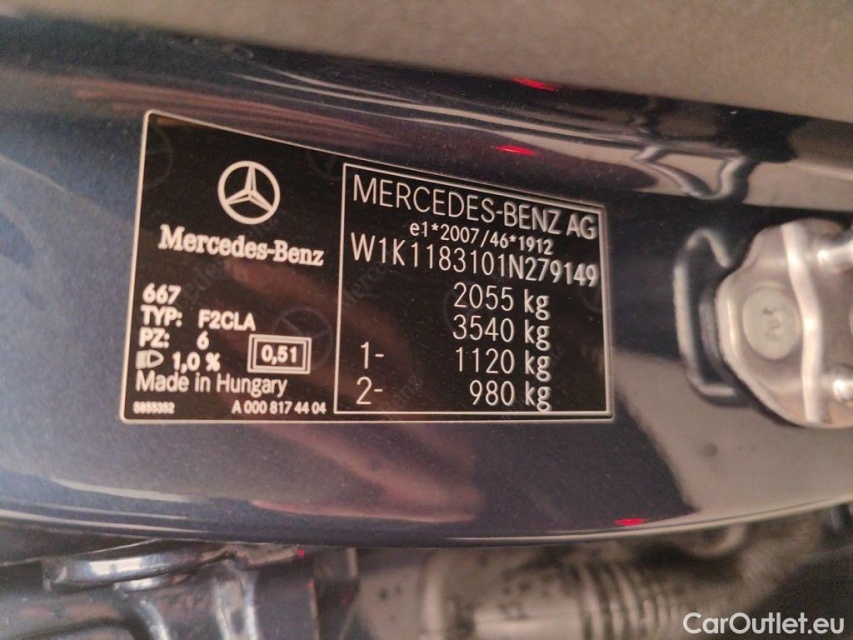 Mercedes-Benz
667
TYP: F2CLA
PZ: 6
1,0 %
0,51
Made in Hungary
A 000 817 44 04
MERCEDES-BENZ AG
e1*2007/46*1912
W1K1183101N279149
2055 kg
3540 kg
1- 1120 kg
2- 980 kg
CarOutlet.eu